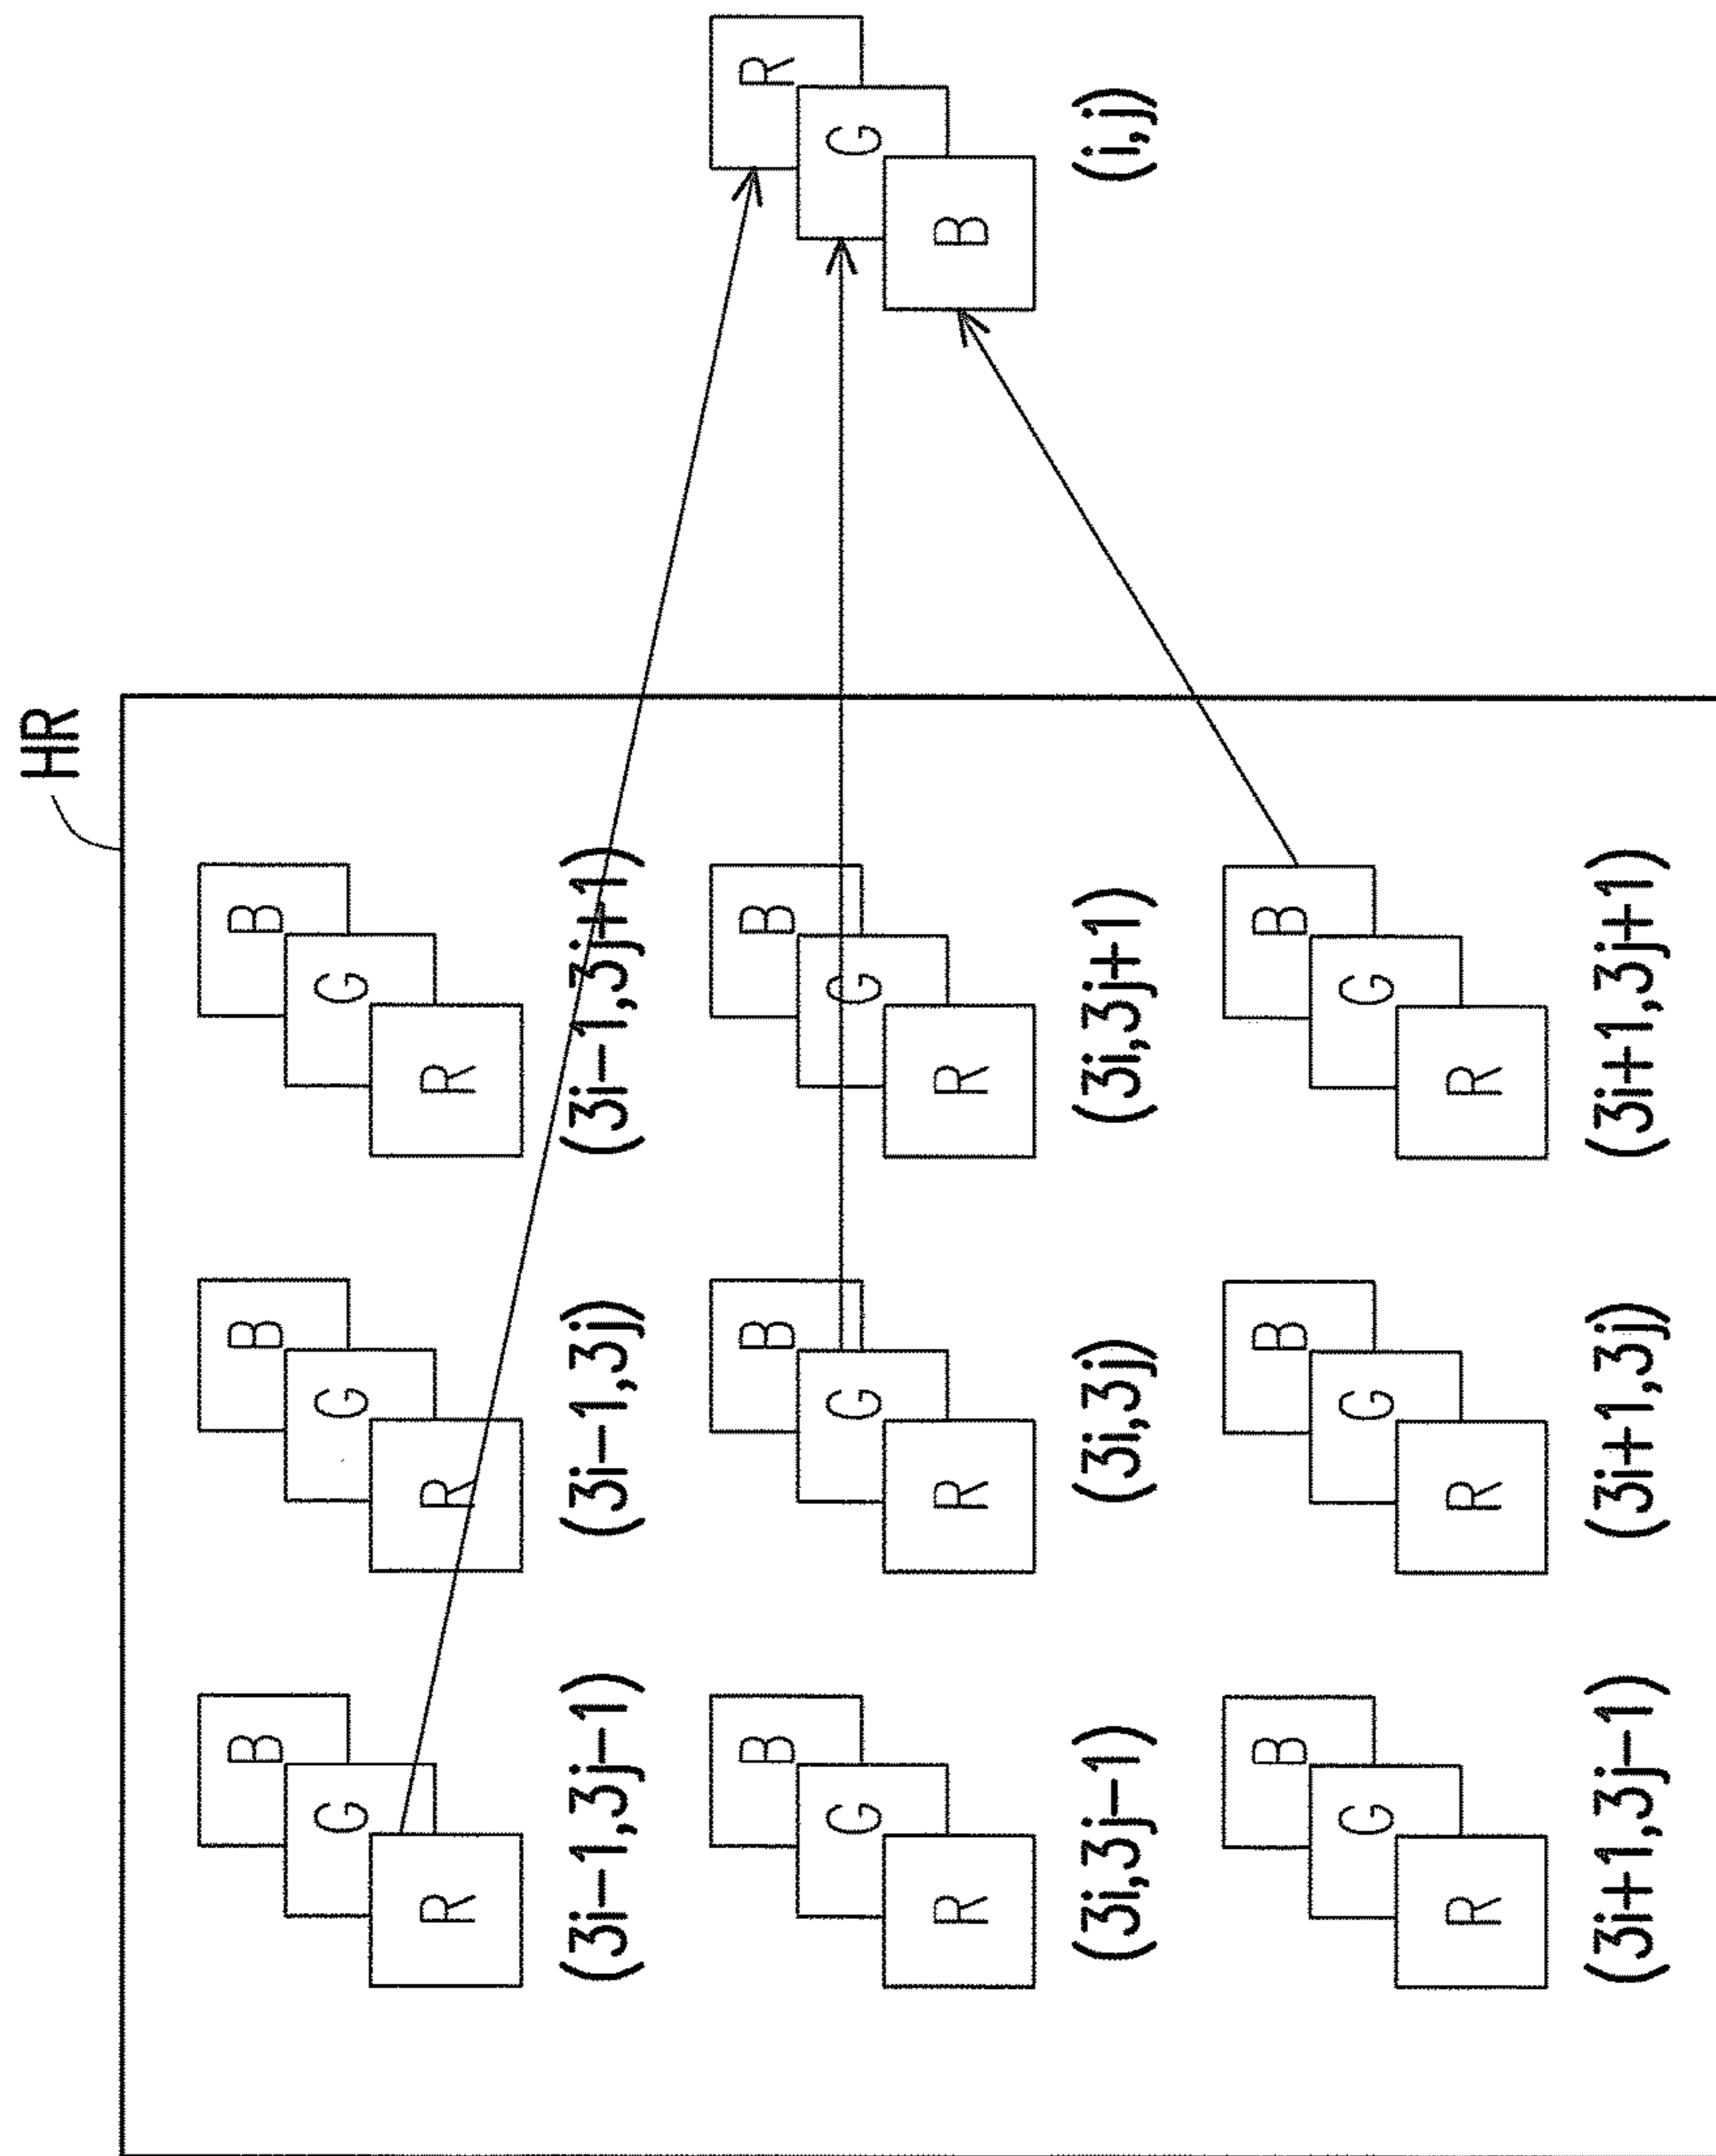 HR
B B B
G G G
R R R
(3i-1,3j-1) (3i-1,3j) (3i-1,3j+1)
B B B R
G G G G
R R R B
(3i,3j-1) (3i,3j) (3i,3j+1) (i,j)
B B B
G G G
R R R
(3i+1,3j-1) (3i+1,3j) (3i+1,3j+1)